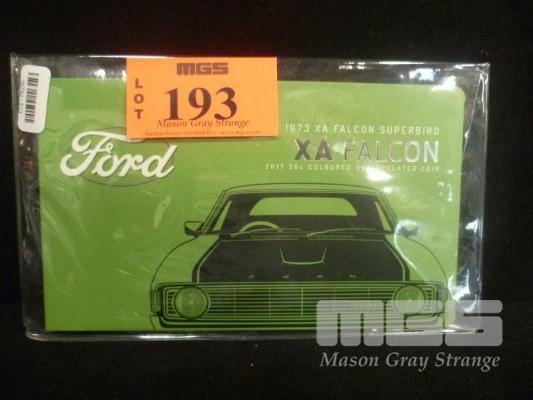 MGS
LOT
193
Mason Gray Strange
Ford
1973 XA FALCON SUPERBIRD
XA FALCON
2017 50c COLOURED UNCIRCULATED COIN
FORD
MGS
Mason Gray Strange